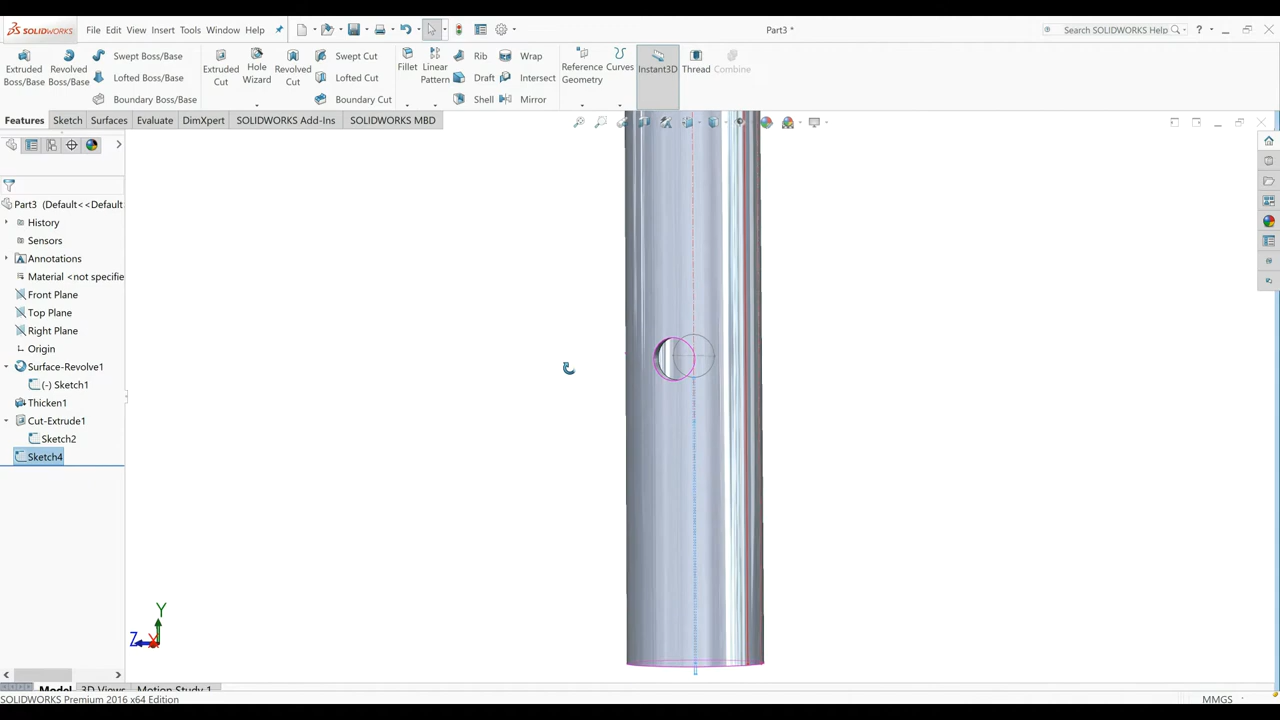 SOLIDWORKS File Edit View Insert Tools Window Part3 * Search SOLIDWORKS Help
Extruded Boss/Base
Revolved Boss/Base
Swept Boss/Base
Lofted Boss/Base
Boundary Boss/Base
Extruded Cut
Hole Wizard
Revolved Cut
Swept Cut
Lofted Cut
Boundary Cut
Fillet
Linear Pattern
Rib
Draft
Shell
Wrap
Intersect
Mirror
Reference Geometry
Curves
Instant3D
Thread
Combine
Features Sketch Surfaces Evaluate DimXpert SOLIDWORKS Add-Ins SOLIDWORKS MBD
Part3 (Default<<Default
History
Sensors
Annotations
Material <not specifie
Front Plane
Top Plane
Right Plane
Origin
Surface-Revolve1
(-) Sketch1
Thicken1
Cut-Extrude1
Sketch2
Sketch4
Y
Z X
Model 3D Views Motion Study 1
SOLIDWORKS Premium 2016 x64 Edition MMGS